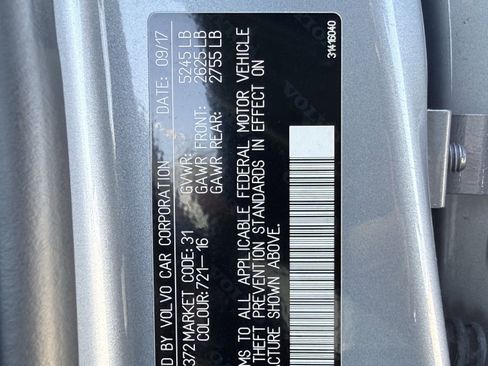 D BY VOLVO CAR CORPORATION DATE: 09/17
372 MARKET CODE: 31 GVWR: 5245 LB
COLOUR: 721-16 GAWR FRONT: 2625 LB
GAWR REAR: 2755 LB
RMS TO ALL APPLICABLE FEDERAL MOTOR VEHICLE
THEFT PREVENTION STANDARDS IN EFFECT ON
ACTURE SHOWN ABOVE.
31416040